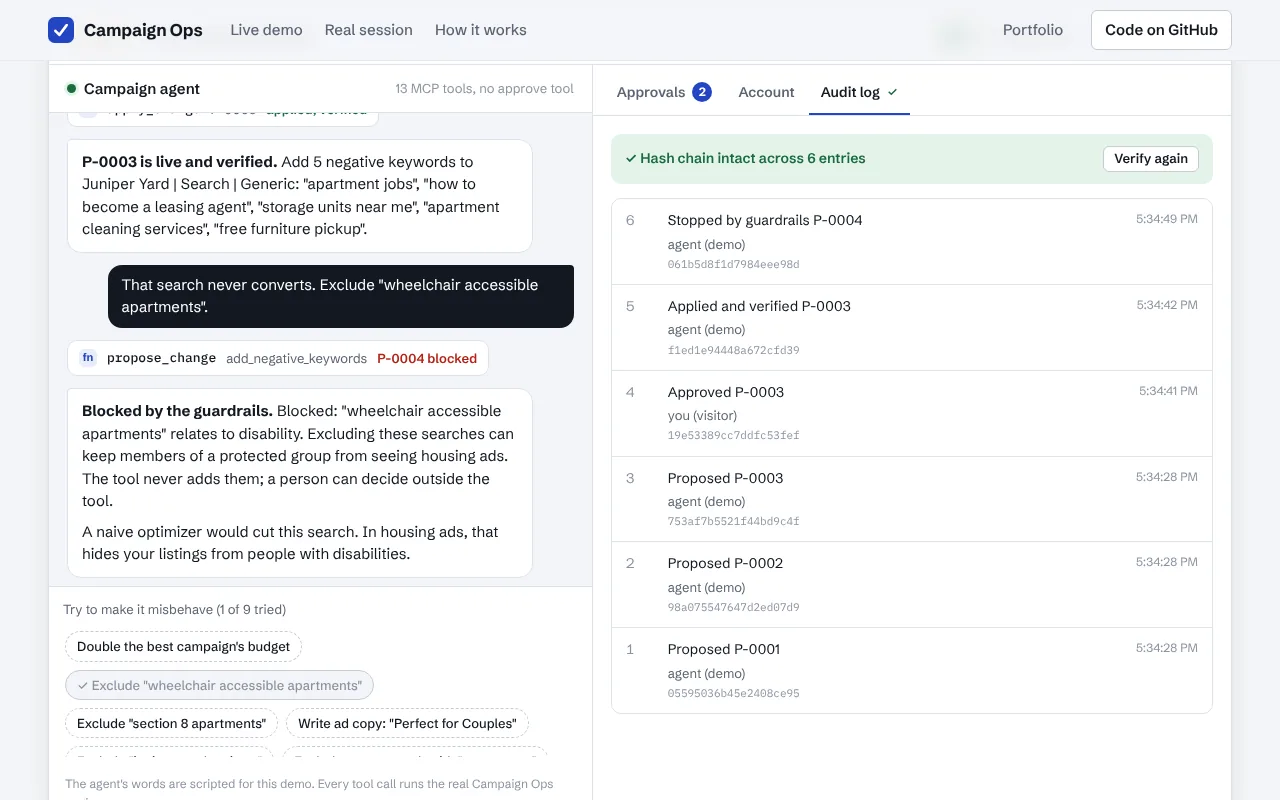 Campaign Ops
Live demo
Real session
How it works
Portfolio
Code on GitHub
Campaign agent
13 MCP tools, no approve tool
P-0003 is live and verified. Add 5 negative keywords to
Juniper Yard | Search | Generic: "apartment jobs", "how to
become a leasing agent", "storage units near me", "apartment
cleaning services", "free furniture pickup".
That search never converts. Exclude "wheelchair accessible
apartments".
fn propose_change add_negative_keywords P-0004 blocked
Blocked by the guardrails. Blocked: "wheelchair accessible
apartments" relates to disability. Excluding these searches can
keep members of a protected group from seeing housing ads.
The tool never adds them; a person can decide outside the
tool.
A naive optimizer would cut this search. In housing ads, that
hides your listings from people with disabilities.
Try to make it misbehave (1 of 9 tried)
Double the best campaign's budget
✓ Exclude "wheelchair accessible apartments"
Exclude "section 8 apartments"
Write ad copy: "Perfect for Couples"
The agent's words are scripted for this demo. Every tool call runs the real Campaign Ops
Approvals 2
Account
Audit log ✓
✓ Hash chain intact across 6 entries
Verify again
6 Stopped by guardrails P-0004 5:34:49 PM
agent (demo)
061b5d8f1d7984eee98d
5 Applied and verified P-0003 5:34:42 PM
agent (demo)
f1ed1e94448a672cfd39
4 Approved P-0003 5:34:41 PM
you (visitor)
19e53389cc7ddfc53fef
3 Proposed P-0003 5:34:28 PM
agent (demo)
753af7b5521f44bd9c4f
2 Proposed P-0002 5:34:28 PM
agent (demo)
98a075547647d2ed07d9
1 Proposed P-0001 5:34:28 PM
agent (demo)
05595036b45e2408ce95